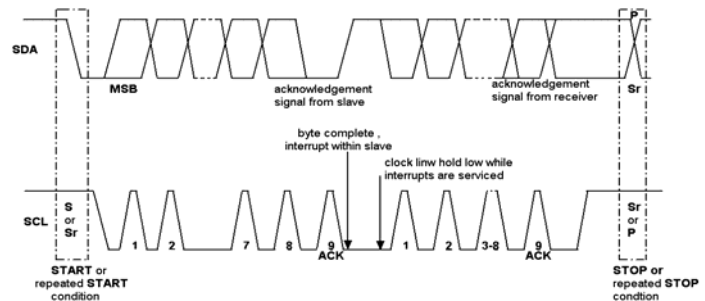 P
SDA
MSB
acknowledgement
signal from slave
acknowledgement
signal from receiver
Sr
byte complete ,
interrupt within slave
clock linw hold low while
interrupts are serviced
SCL
S
or
Sr
1
2
7
8
9
ACK
1
2
3-8
9
ACK
Sr
or
P
START or
repeated START
condition
STOP or
repeated STOP
condtion